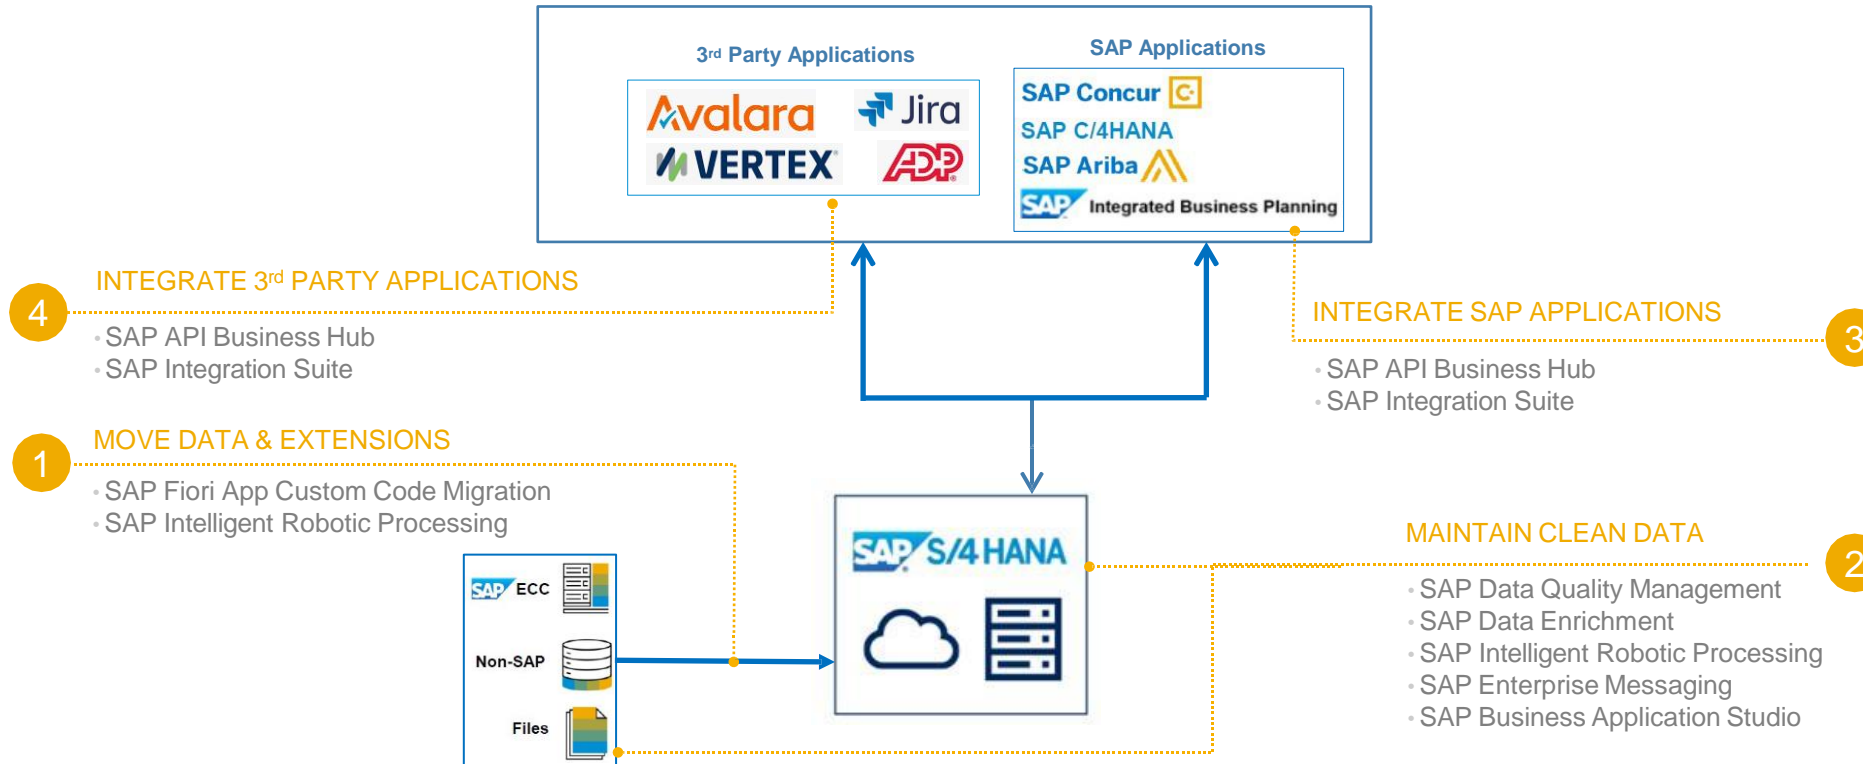 3rd Party Applications
SAP Applications
Avalara
Jira
VERTEX
ADP
SAP Concur C.
SAP C/4HANA
SAP Ariba
SAP Integrated Business Planning
4
INTEGRATE 3rd PARTY APPLICATIONS
• SAP API Business Hub
• SAP Integration Suite
INTEGRATE SAP APPLICATIONS
3
• SAP API Business Hub
• SAP Integration Suite
1
MOVE DATA & EXTENSIONS
• SAP Fiori App Custom Code Migration
• SAP Intelligent Robotic Processing
SAP ECC
Non-SAP
Files
SAP S/4HANA
MAINTAIN CLEAN DATA
2
• SAP Data Quality Management
• SAP Data Enrichment
• SAP Intelligent Robotic Processing
• SAP Enterprise Messaging
• SAP Business Application Studio